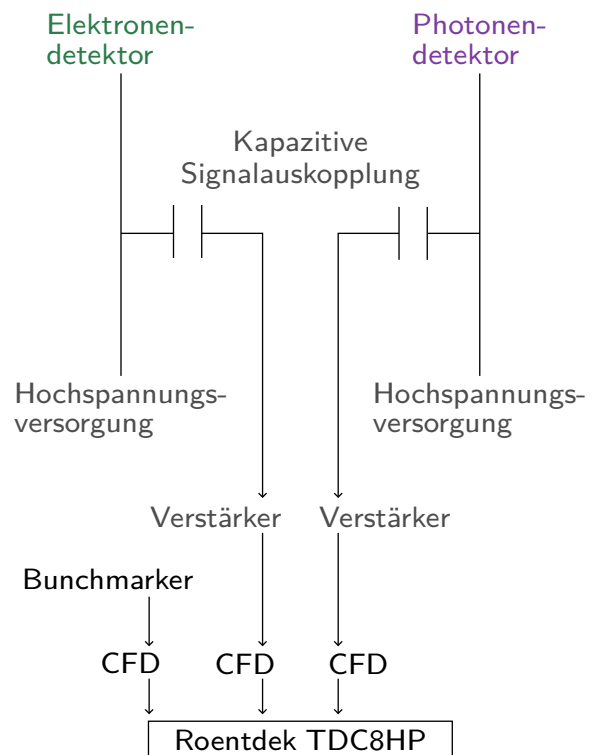 Elektronen-
detektor
Photonen-
detektor
Kapazitive
Signalauskopplung
Hochspannungs-
versorgung
Hochspannungs-
versorgung
Verstärker
Verstärker
Bunchmarker
CFD
CFD
CFD
Roentdek TDC8HP